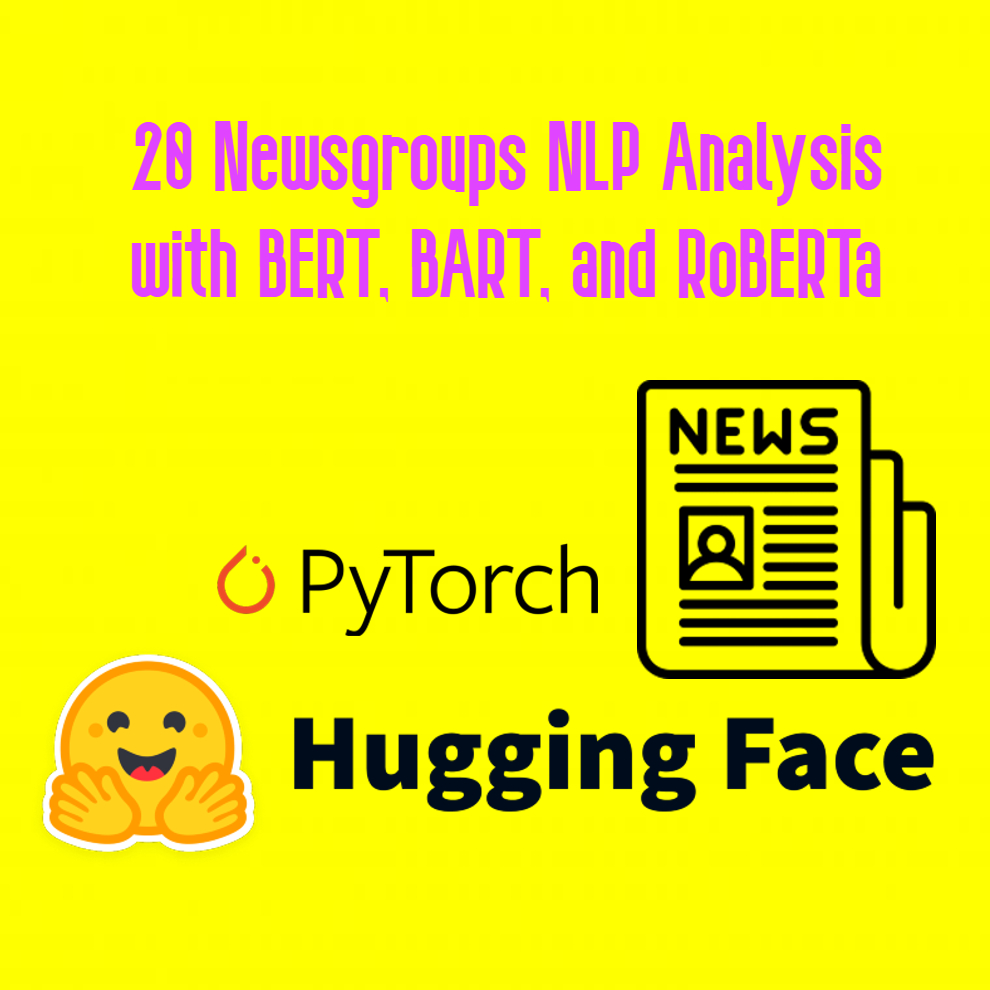 20 Newsgroups NLP Analysis
with BERT, BART, and RoBERTa
NEWS
PyTorch
Hugging Face